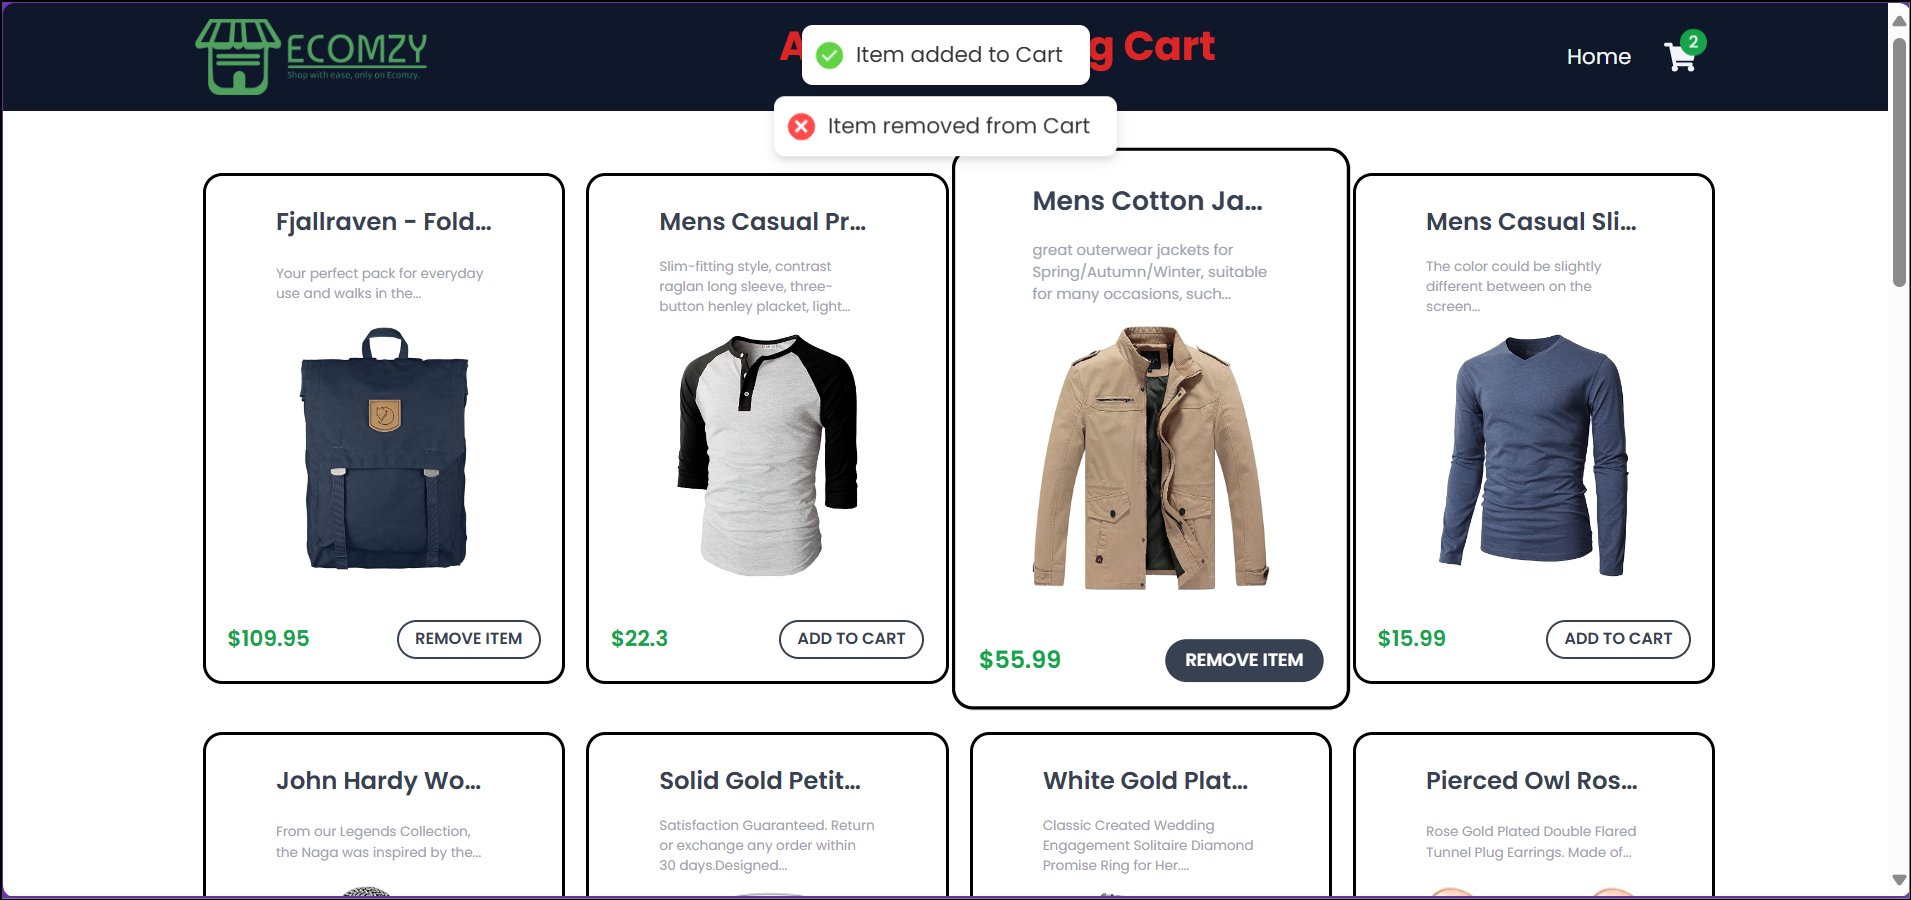 ECOMZY
Shop with ease, only on Ecomzy.
g Cart
Home
2
Item added to Cart
Item removed from Cart
Fjallraven - Fold...
Your perfect pack for everyday
use and walks in the...
$109.95
REMOVE ITEM
Mens Casual Pr...
Slim-fitting style, contrast
raglan long sleeve, three-
button henley placket, light...
$22.3
ADD TO CART
Mens Cotton Ja...
great outerwear jackets for
Spring/Autumn/Winter, suitable
for many occasions, such...
$55.99
REMOVE ITEM
Mens Casual Sli...
The color could be slightly
different between on the
screen...
$15.99
ADD TO CART
John Hardy Wo...
From our Legends Collection,
the Naga was inspired by the...
Solid Gold Petit...
Satisfaction Guaranteed. Return
or exchange any order within
30 days.Designed...
White Gold Plat...
Classic Created Wedding
Engagement Solitaire Diamond
Promise Ring for Her....
Pierced Owl Ros...
Rose Gold Plated Double Flared
Tunnel Plug Earrings. Made of...